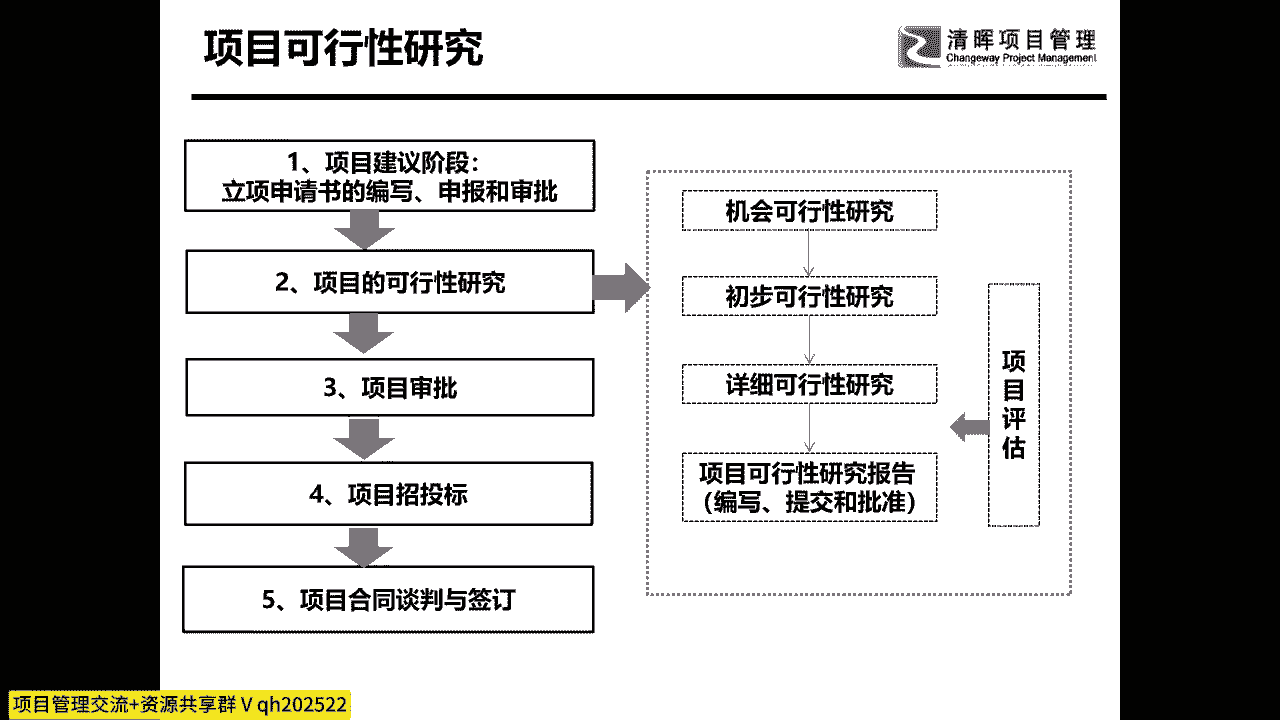 项目可行性研究
清晖项目管理
Changeway Project Management
1、项目建议阶段：
立项申请书的编写、申报和审批
2、项目的可行性研究
3、项目审批
4、项目招投标
5、项目合同谈判与签订
机会可行性研究
初步可行性研究
详细可行性研究
项目可行性研究报告
（编写、提交和批准）
项目评估
项目管理交流+资源共享群 V qh202522